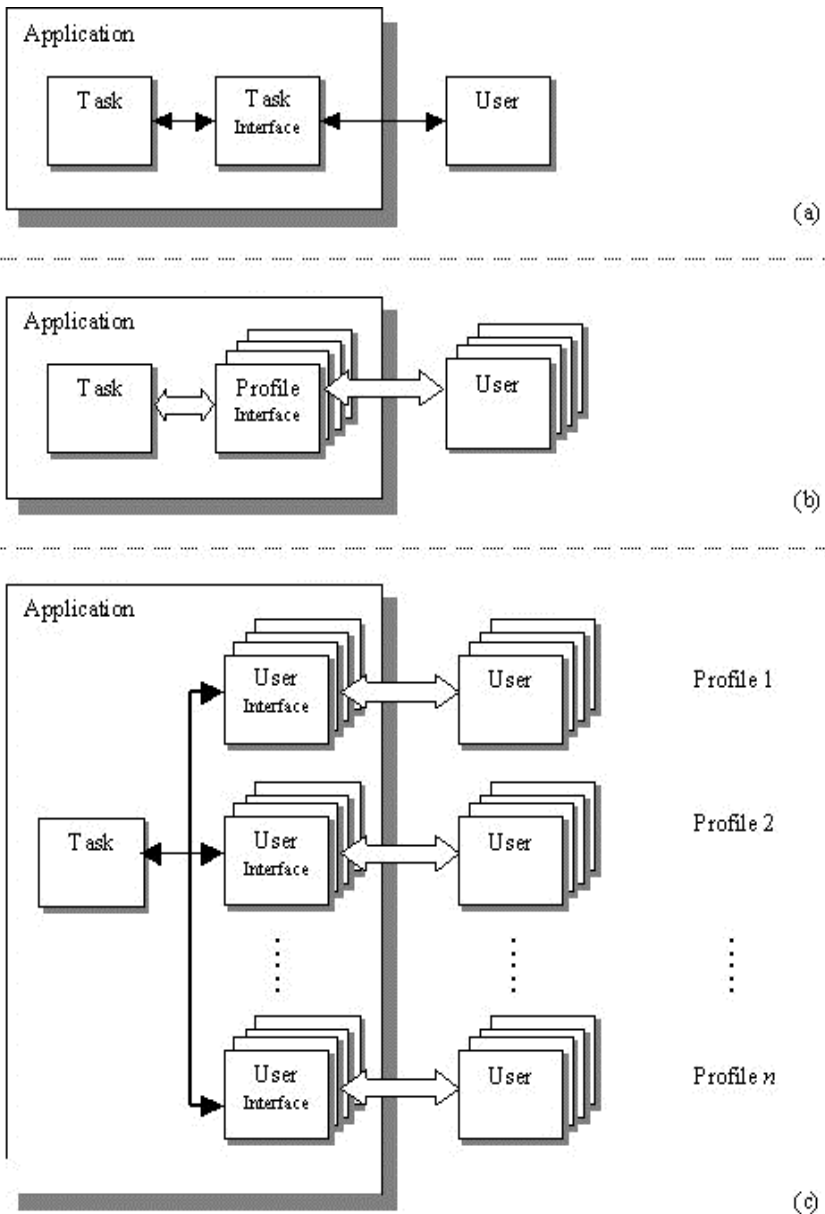 Application
Task
Task
Interface
User
(a)
Application
Task
Profile
Interface
User
(b)
Application
User
Interface
User
Profile 1
Task
User
Interface
User
Profile 2
User
Interface
User
Profile n
(c)